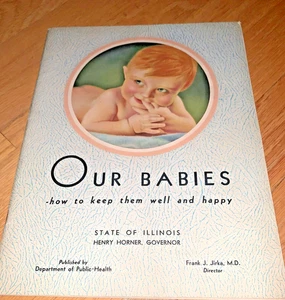 OUR BABIES
-how to keep them well and happy
STATE OF ILLINOIS
HENRY HORNER, GOVERNOR
Published by
Department of Public-Health
Frank J. Jirka, M.D.
Director